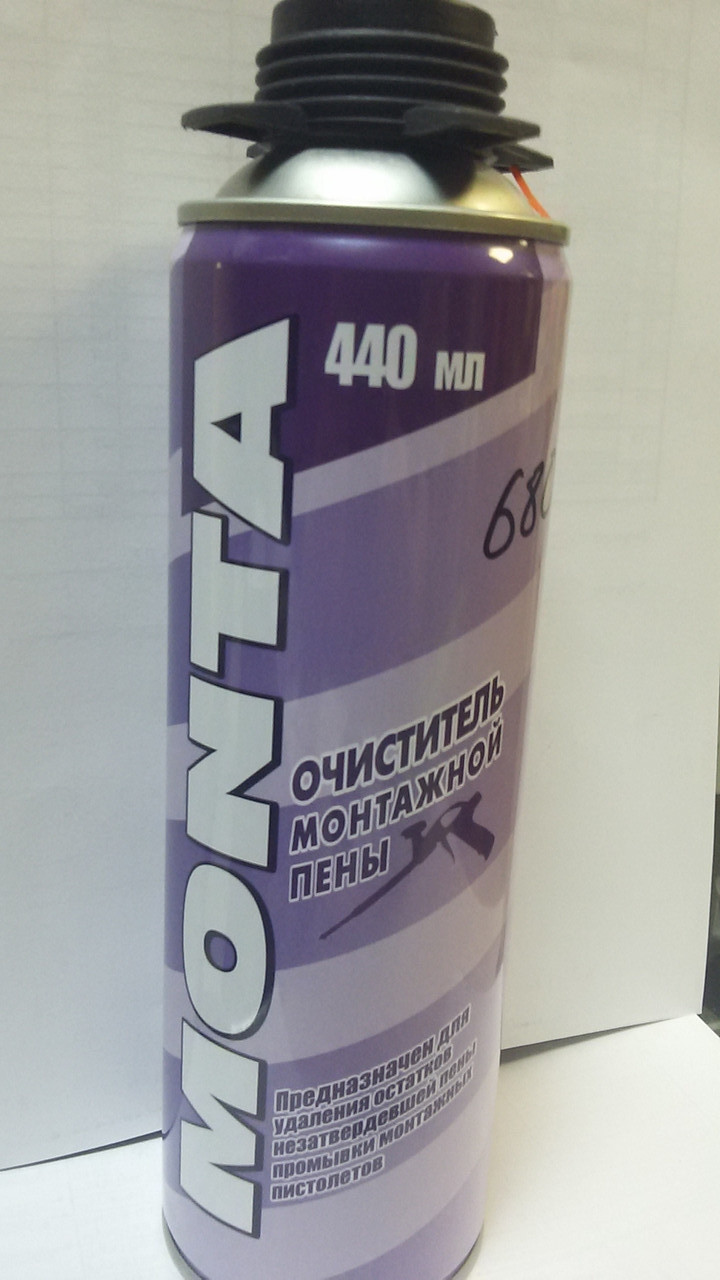 440 мл
MONTA
ОЧИСТИТЕЛЬ
МОНТАЖНОЙ
ПЕНЫ
Предназначен для
удаления остатков
незатвердевшей пены
промывки монтажных
пистолетов